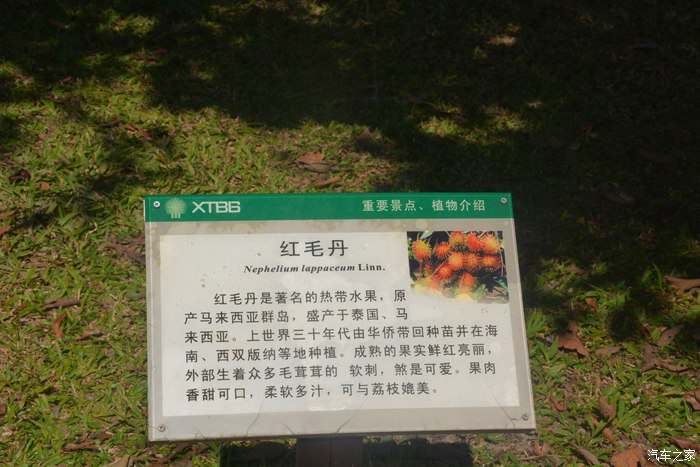 XTBG
重要景点、植物介绍
红毛丹
Nephelium lappaceum Linn.
红毛丹是著名的热带水果，原
产马来西亚群岛，盛产于泰国、马
来西亚。上世界三十年代由华侨带回种苗并在海
南、西双版纳等地种植。成熟的果实鲜红亮丽，
外部生着众多毛茸茸的 软刺，煞是可爱。果肉
香甜可口，柔软多汁，可与荔枝媲美。
汽车之家